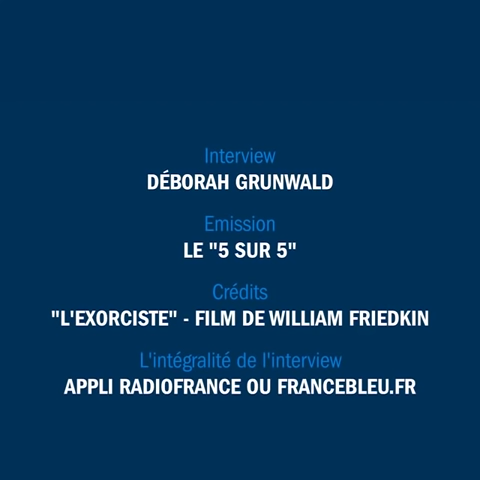 Interview
DÉBORAH GRUNWALD
Emission
LE "5 SUR 5"
Crédits
"L'EXORCISTE" - FILM DE WILLIAM FRIEDKIN
L'intégralité de l'interview
APPLI RADIOFRANCE OU FRANCEBLEU.FR